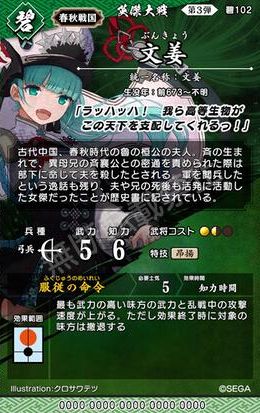 碧
春秋戦国
英傑大戦
第3弾
碧102
ぶんきょう
文姜
統一名称：文姜
生没年：前673〜不明
「ラッハッハ！ 我ら高等生物が
この天下を支配してくれるっ！」
古代中国、春秋時代の魯の桓公の夫人。斉の生ま
れで、異母兄の斉襄公との密通を責められた際は
部下に命じて夫を殺したとされる。軍を閲兵した
という逸話も残り、夫や兄の死後も活発に活動し
た女傑だったことが歴史書に記されている。
兵種 武力 知力 武将コスト
弓兵 5 6 特技 昂揚
ふくじゅうのめいれい 必要士気 効果時間
服従の命令 5 知力時間
効果範囲
最も武力の高い味方の武力と乱戦中の攻撃
速度が上がる。ただし効果終了時に対象の
味方は撤退する
Illustration:クロサワテツ
©SEGA
0000-0000-0000-0000-0000